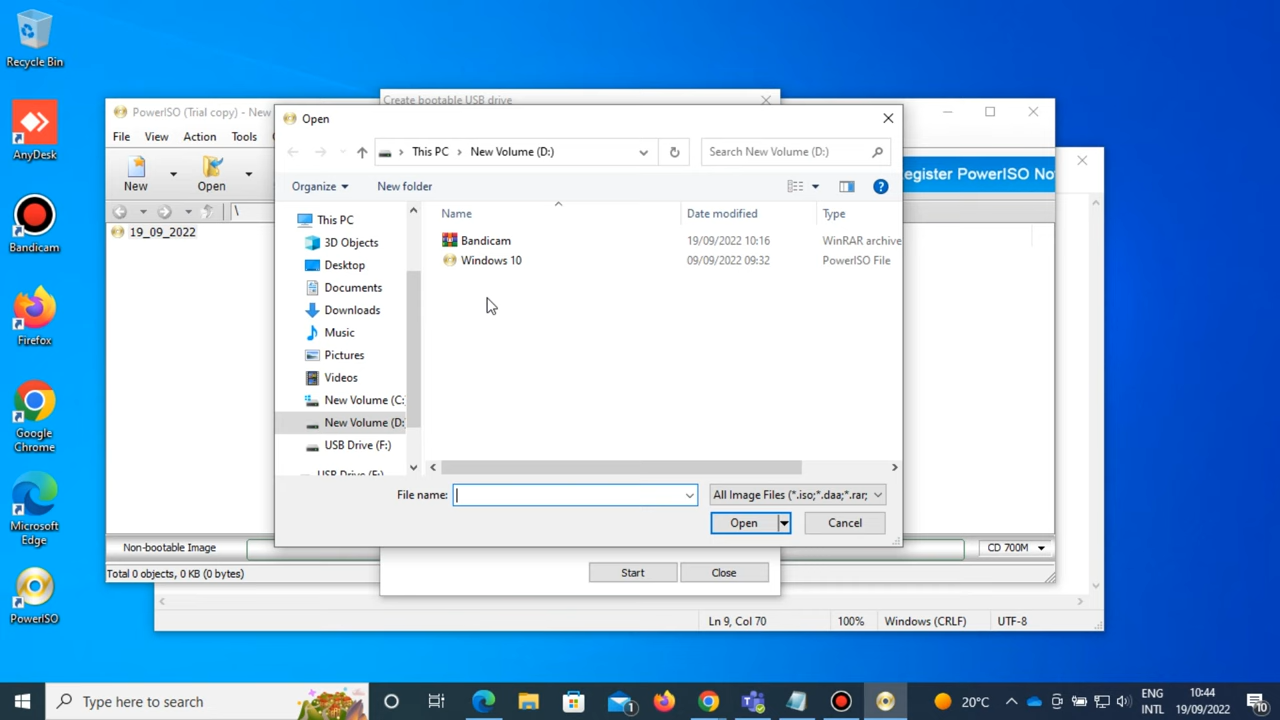 Recycle Bin
AnyDesk
Bandicam
Firefox
Google
Chrome
Microsoft
Edge
PowerISO
PowerISO (Trial copy) - New
File View Action Tools
New Open
\
19_09_2022
Non-bootable Image
Total 0 objects, 0 KB (0 bytes)
CD 700M
egister PowerISO No
Create bootable USB drive
Open
This PC > New Volume (D:)
Search New Volume (D:)
Organize New folder
This PC
3D Objects
Desktop
Documents
Downloads
Music
Pictures
Videos
New Volume (C:
New Volume (D:
USB Drive (F:)
USB Drive (F:)
Name Date modified Type
Bandicam 19/09/2022 10:16 WinRAR archive
Windows 10 09/09/2022 09:32 PowerISO File
File name:
All Image Files (*.iso;*.daa;*.rar;
Open Cancel
Start Close
Ln 9, Col 70 100% Windows (CRLF) UTF-8
Type here to search
1
20°C
ENG
INTL
10:44
19/09/2022
10